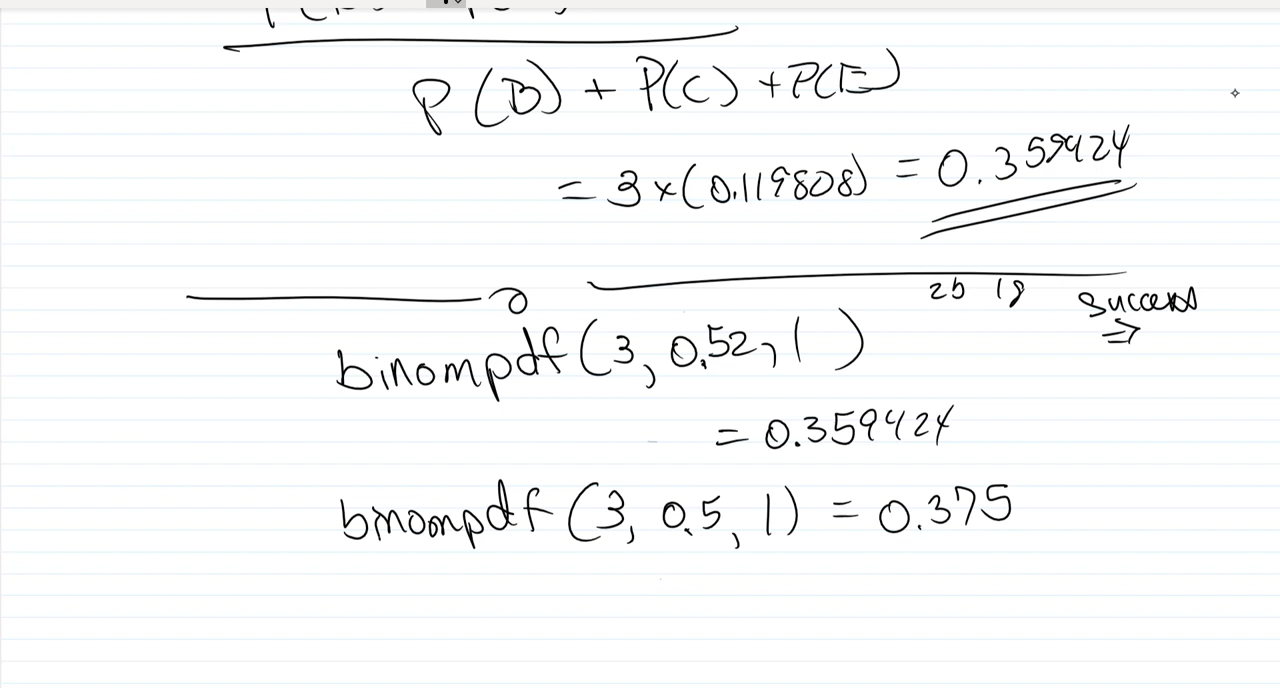 P(B) + P(C) + P(E)
= 3 × (0.119808) = 0.359424
25 18 success
⇒
binompdf(3, 0.52, 1)
= 0.359424
binompdf(3, 0.5, 1) = 0.375